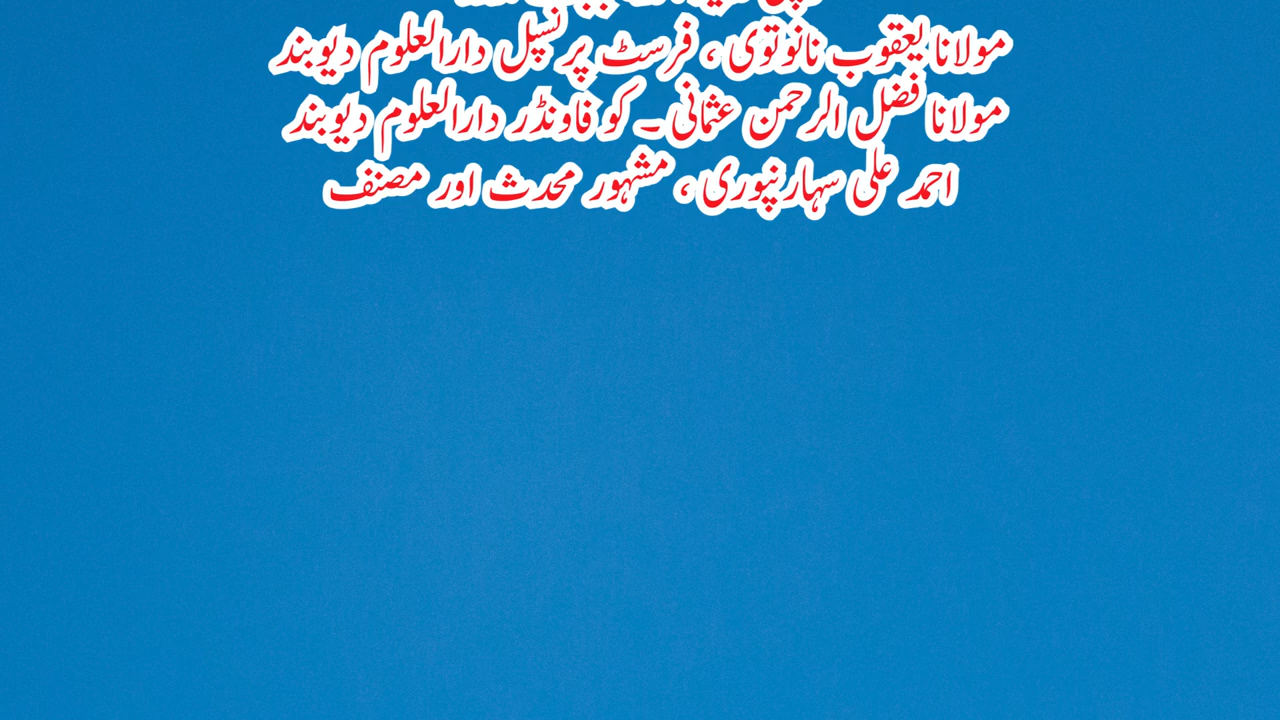 مولانا یعقوب نانوتوی ، فرسٹ پرنسپل دارالعلوم دیوبند
مولانا فضل الرحمن عثمانی ۔ کو فاونڈر دارالعلوم دیوبند
احمد علی سہارنپوری ، مشہور محدث اور مصنف